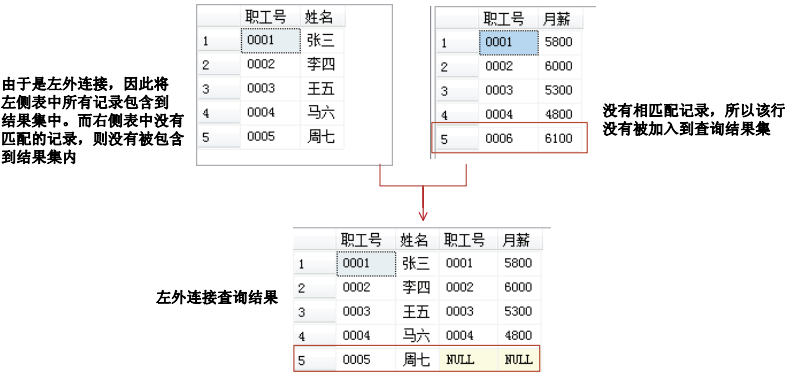 职工号 姓名
1 0001 张三
2 0002 李四
3 0003 王五
4 0004 马六
5 0005 周七
职工号 月薪
1 0001 5800
2 0002 6000
3 0003 5300
4 0004 4800
5 0006 6100
由于是左外连接，因此将
左侧表中所有记录包含到
结果集中。而右侧表中没有
匹配的记录，则没有被包含
到结果集内
没有相匹配记录，所以该行
没有被加入到查询结果集
左外连接查询结果
职工号 姓名 职工号 月薪
1 0001 张三 0001 5800
2 0002 李四 0002 6000
3 0003 王五 0003 5300
4 0004 马六 0004 4800
5 0005 周七 NULL NULL